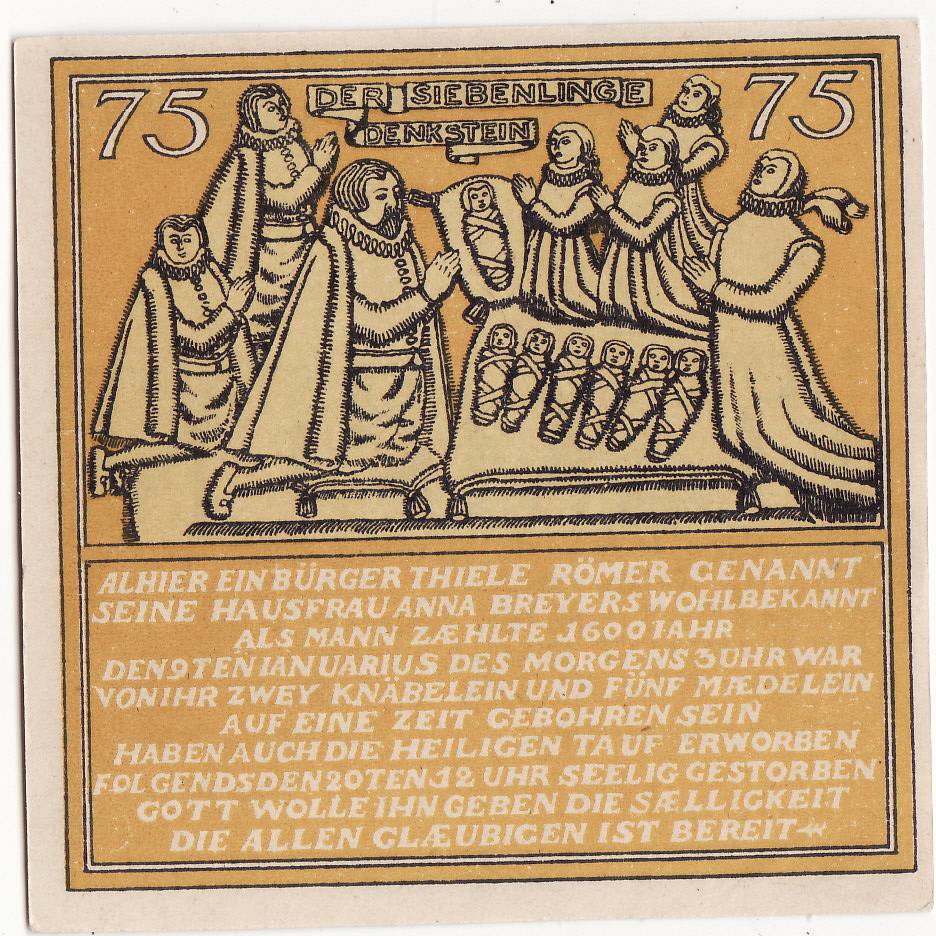 75
DER SIEBENLINGE
DENKSTEIN
75
ALHIER EIN BÜRGER THIELE RÖMER GENANNT
SEINE HAUSFRAU ANNA BREYERS WOHLBEKANNT
ALS MANN ZÆHLTE 1600 IAHR
DEN 9TEN IANUARIUS DES MORGENS 3 UHR WAR
VON IHR ZWEY KNÄBELEIN UND FÜNF MÆDELEIN
AUF EINE ZEIT GEBOHREN SEIN
HABEN AUCH DIE HEILIGEN TAUF ERWORBEN
FOLGENDS DEN 20TEN 12 UHR SEELIG GESTORBEN
GOTT WOLLE IHN GEBEN DIE SÆLLIGKEIT
DIE ALLEN GLÆUBIGEN IST BEREIT